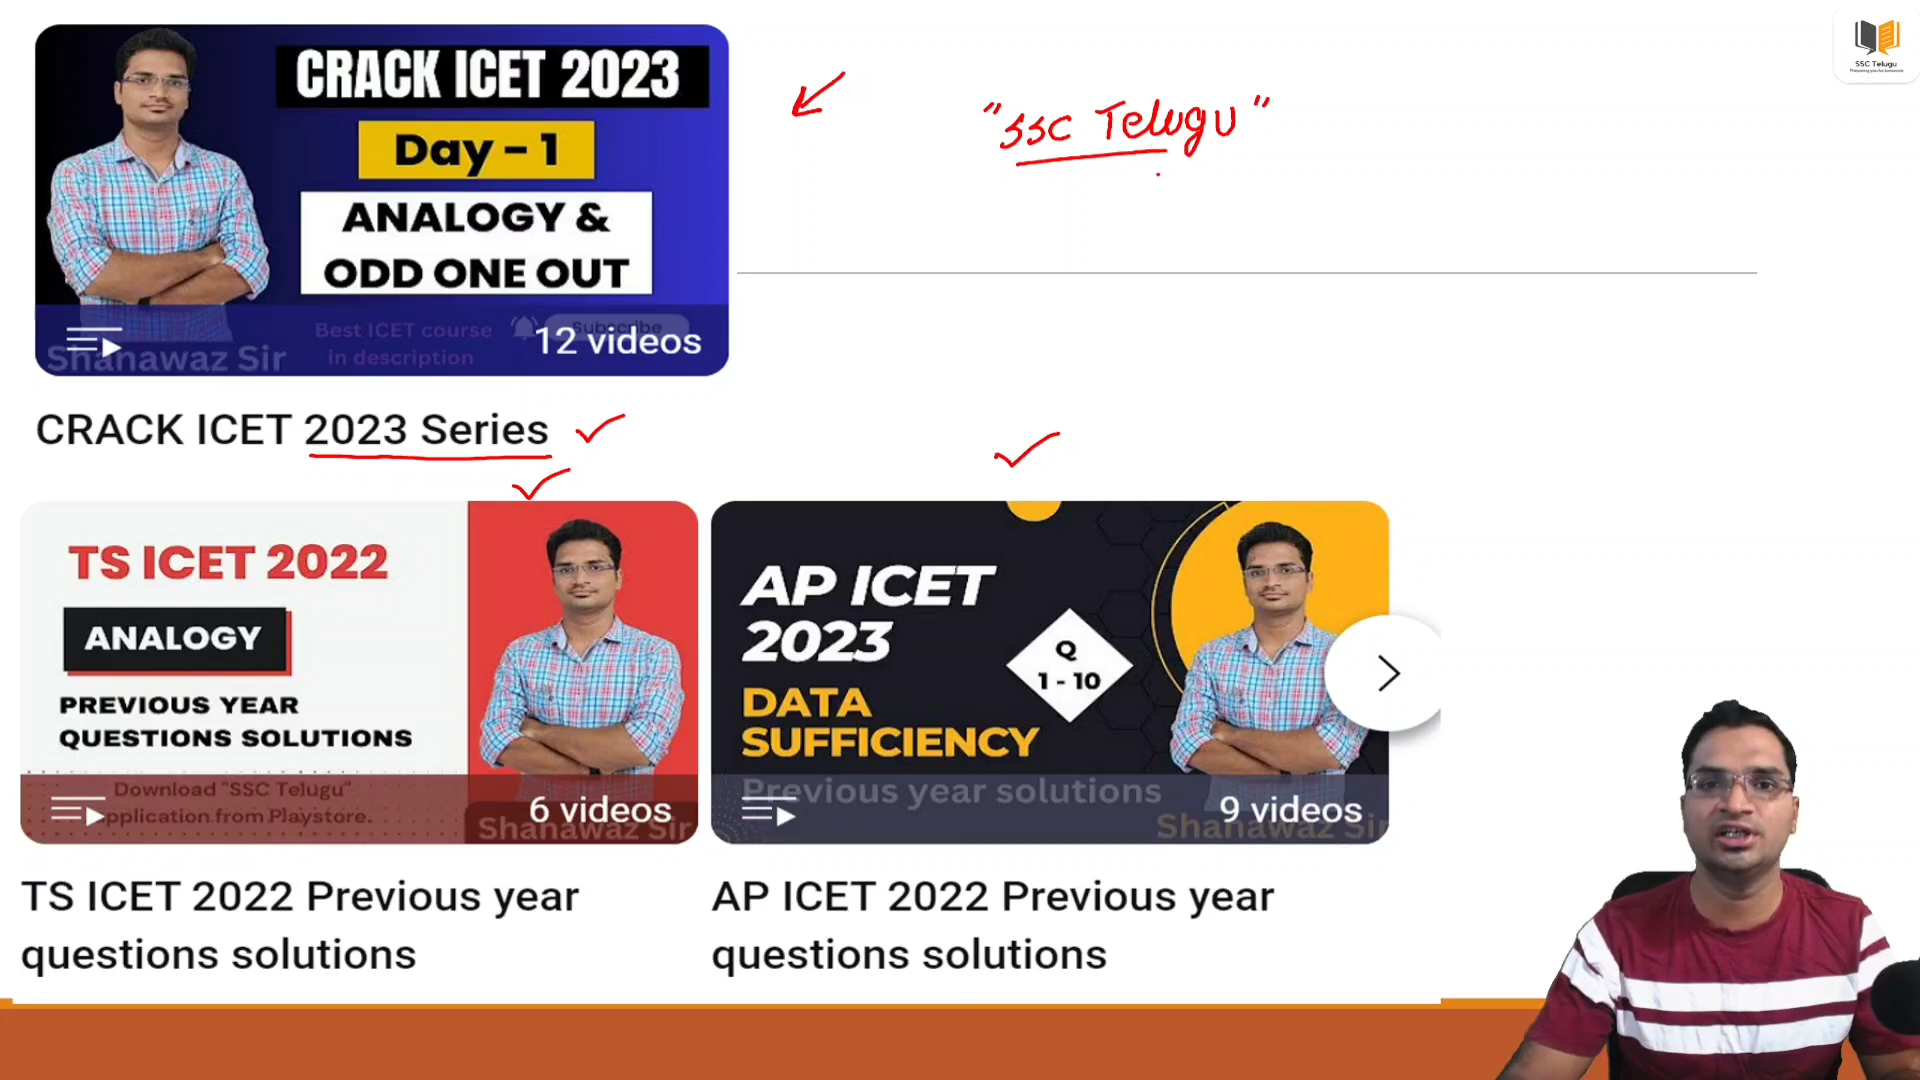 CRACK ICET 2023
Day - 1
ANALOGY &
ODD ONE OUT
Best ICET course
in description
Subscribe
12 videos
Shanawaz Sir
CRACK ICET 2023 Series
"SSC Telugu"
SSC Telugu
TS ICET 2022
ANALOGY
PREVIOUS YEAR
QUESTIONS SOLUTIONS
Download "SSC Telugu"
pplication from Playstore.
6 videos
Shanawaz Sir
TS ICET 2022 Previous year
questions solutions
AP ICET
2023
DATA
SUFFICIENCY
Q
1 - 10
Previous year solutions
9 videos
Shanawaz Sir
AP ICET 2022 Previous year
questions solutions